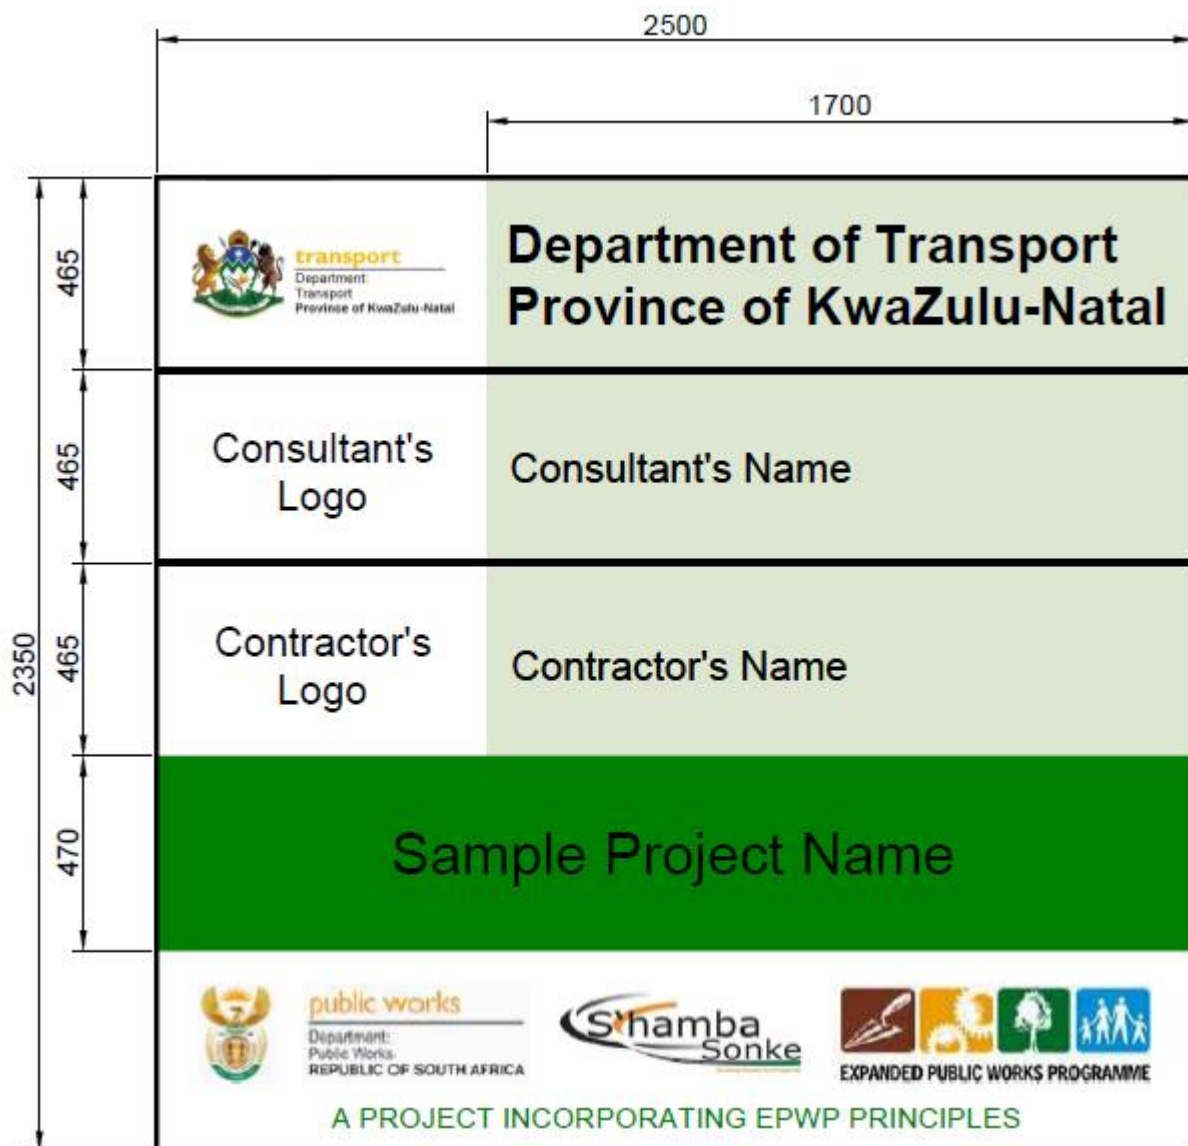 2500
1700
465
transport
Department:
Transport
Province of KwaZulu-Natal
Department of Transport
Province of KwaZulu-Natal
465
Consultant's
Logo
Consultant's Name
2350
465
Contractor's
Logo
Contractor's Name
470
Sample Project Name
public works
Department:
Public Works
REPUBLIC OF SOUTH AFRICA
S'hamba
Sonke
EXPANDED PUBLIC WORKS PROGRAMME
A PROJECT INCORPORATING EPWP PRINCIPLES